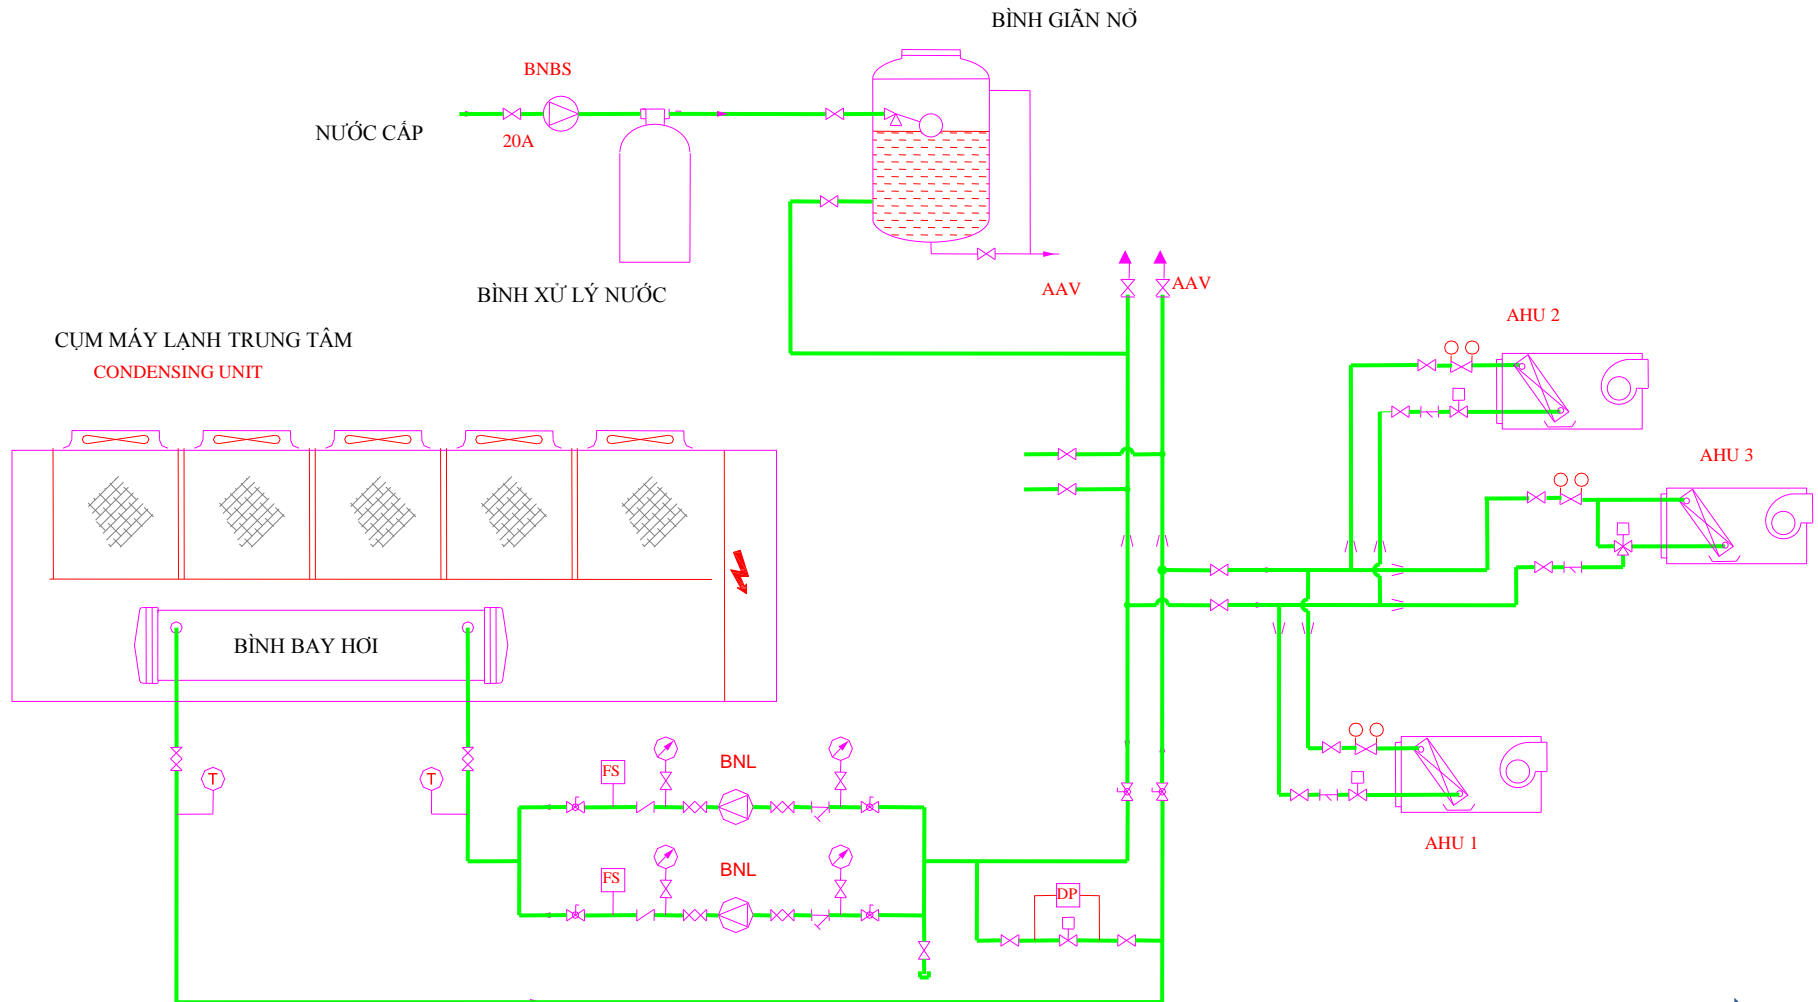 BÌNH GIÃN NỞ
BNBS
NƯỚC CẤP
20A
BÌNH XỬ LÝ NƯỚC
AAV
AAV
AHU 2
CỤM MÁY LẠNH TRUNG TÂM
CONDENSING UNIT
AHU 3
BÌNH BAY HƠI
T
T
FS
BNL
AHU 1
FS
BNL
DP